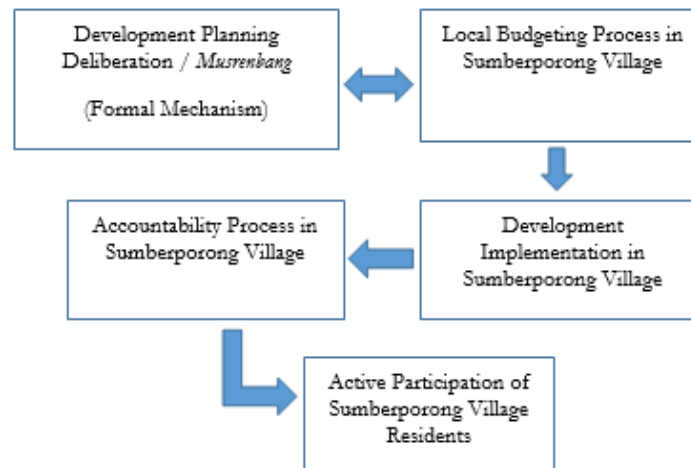 Development Planning
Deliberation / Musrenbang
(Formal Mechanism)
Local Budgeting Process in
Sumberporong Village
Accountability Process in
Sumberporong Village
Development
Implementation in
Sumberporong Village
Active Participation of
Sumberporong Village
Residents